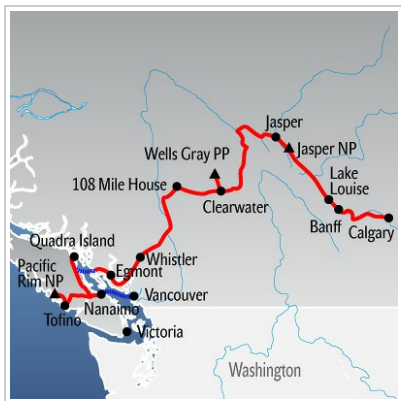 Jasper
Wells Gray PP
Jasper NP
Lake
Louise
108 Mile House
Clearwater
Banff
Calgary
Quadra Island
Whistler
Pacific
Rim NP
Egmont
Vancouver
Nanaimo
Tofino
Victoria
Washington